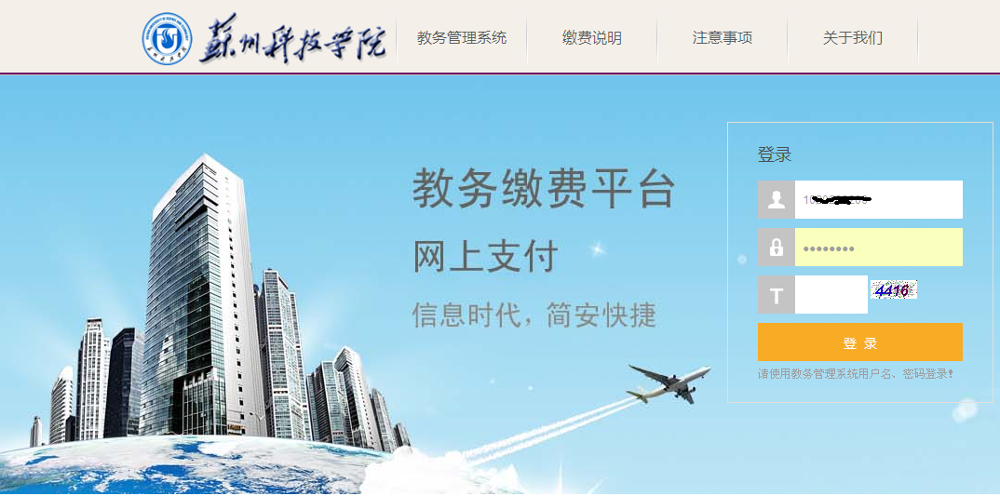 蘇州科技学院
教务管理系统
缴费说明
注意事项
关于我们
教务缴费平台
网上支付
信息时代，简安快捷
登录
••••••••
T
4416
登 录
请使用教务管理系统用户名、密码登录！